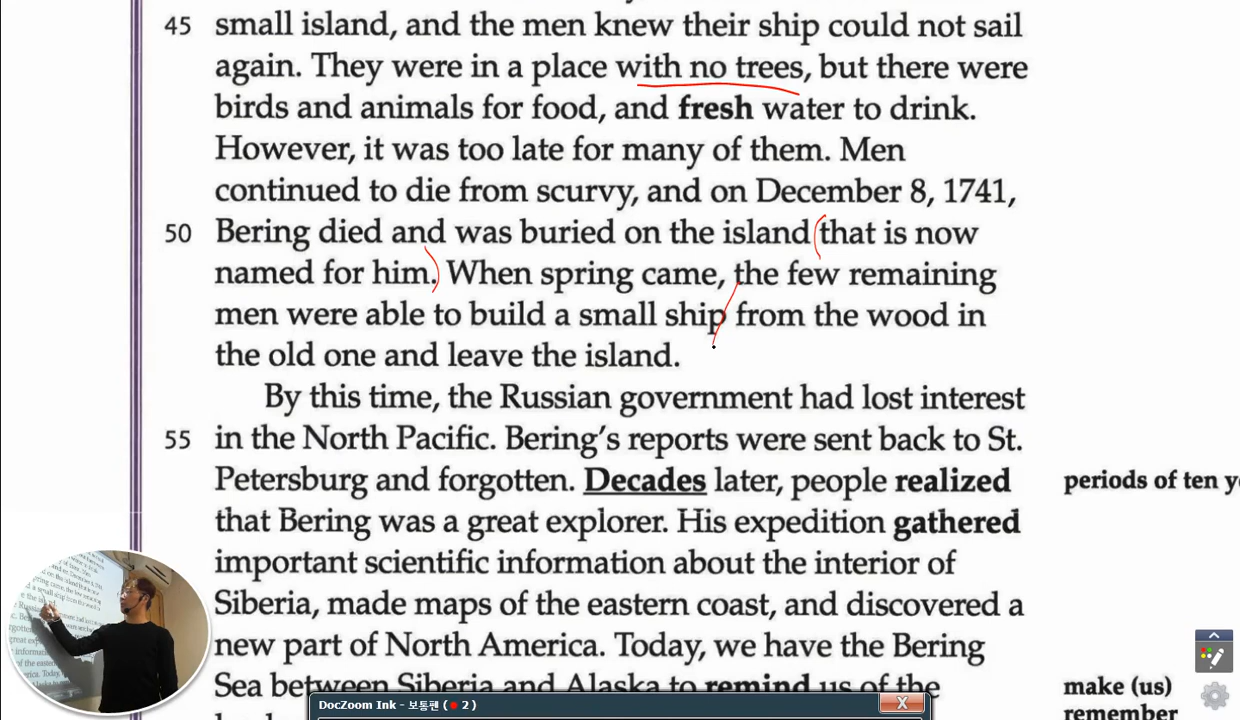 45 small island, and the men knew their ship could not sail
again. They were in a place with no trees, but there were
birds and animals for food, and fresh water to drink.
However, it was too late for many of them. Men
continued to die from scurvy, and on December 8, 1741,
50 Bering died and was buried on the island that is now
named for him. When spring came, the few remaining
men were able to build a small ship from the wood in
the old one and leave the island.
By this time, the Russian government had lost interest
55 in the North Pacific. Bering's reports were sent back to St.
Petersburg and forgotten. Decades later, people realized periods of ten y
that Bering was a great explorer. His expedition gathered
important scientific information about the interior of
Siberia, made maps of the eastern coast, and discovered a
new part of North America. Today, we have the Bering
Sea between Siberia and Alaska to remind us of the make (us)
remember
DocZoom Ink - 보통펜 ( 2 )